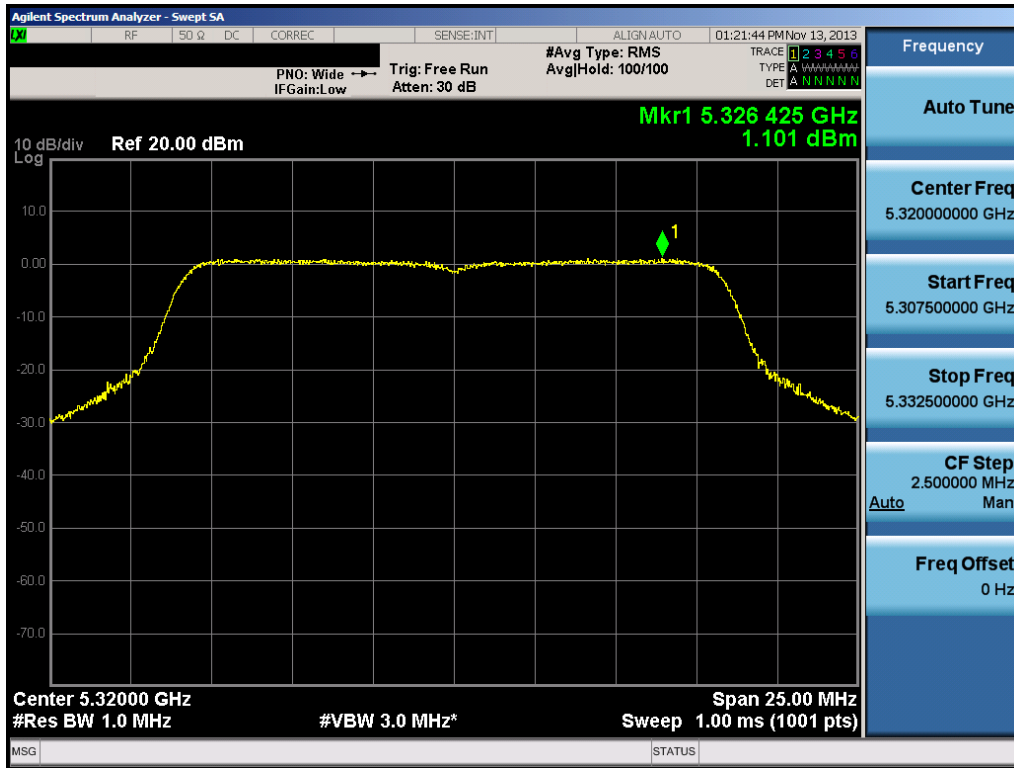 Agilent Spectrum Analyzer - Swept SA
LXI RF 50 Ω DC CORREC SENSE:INT ALIGN AUTO 01:21:44 PM Nov 13, 2013
PNO: Wide
IFGain:Low
Trig: Free Run
Atten: 30 dB
#Avg Type: RMS
Avg|Hold: 100/100
TRACE 1 2 3 4 5 6
TYPE A WWWWW
DET A N N N N N
Mkr1 5.326 425 GHz
1.101 dBm
10 dB/div Ref 20.00 dBm
Log
10.0
0.00
-10.0
-20.0
-30.0
-40.0
-50.0
-60.0
-70.0
1
Center 5.32000 GHz Span 25.00 MHz
#Res BW 1.0 MHz #VBW 3.0 MHz* Sweep 1.00 ms (1001 pts)
MSG STATUS
Frequency
Auto Tune
Center Freq
5.320000000 GHz
Start Freq
5.307500000 GHz
Stop Freq
5.332500000 GHz
CF Step
2.500000 MHz
Auto Man
Freq Offset
0 Hz